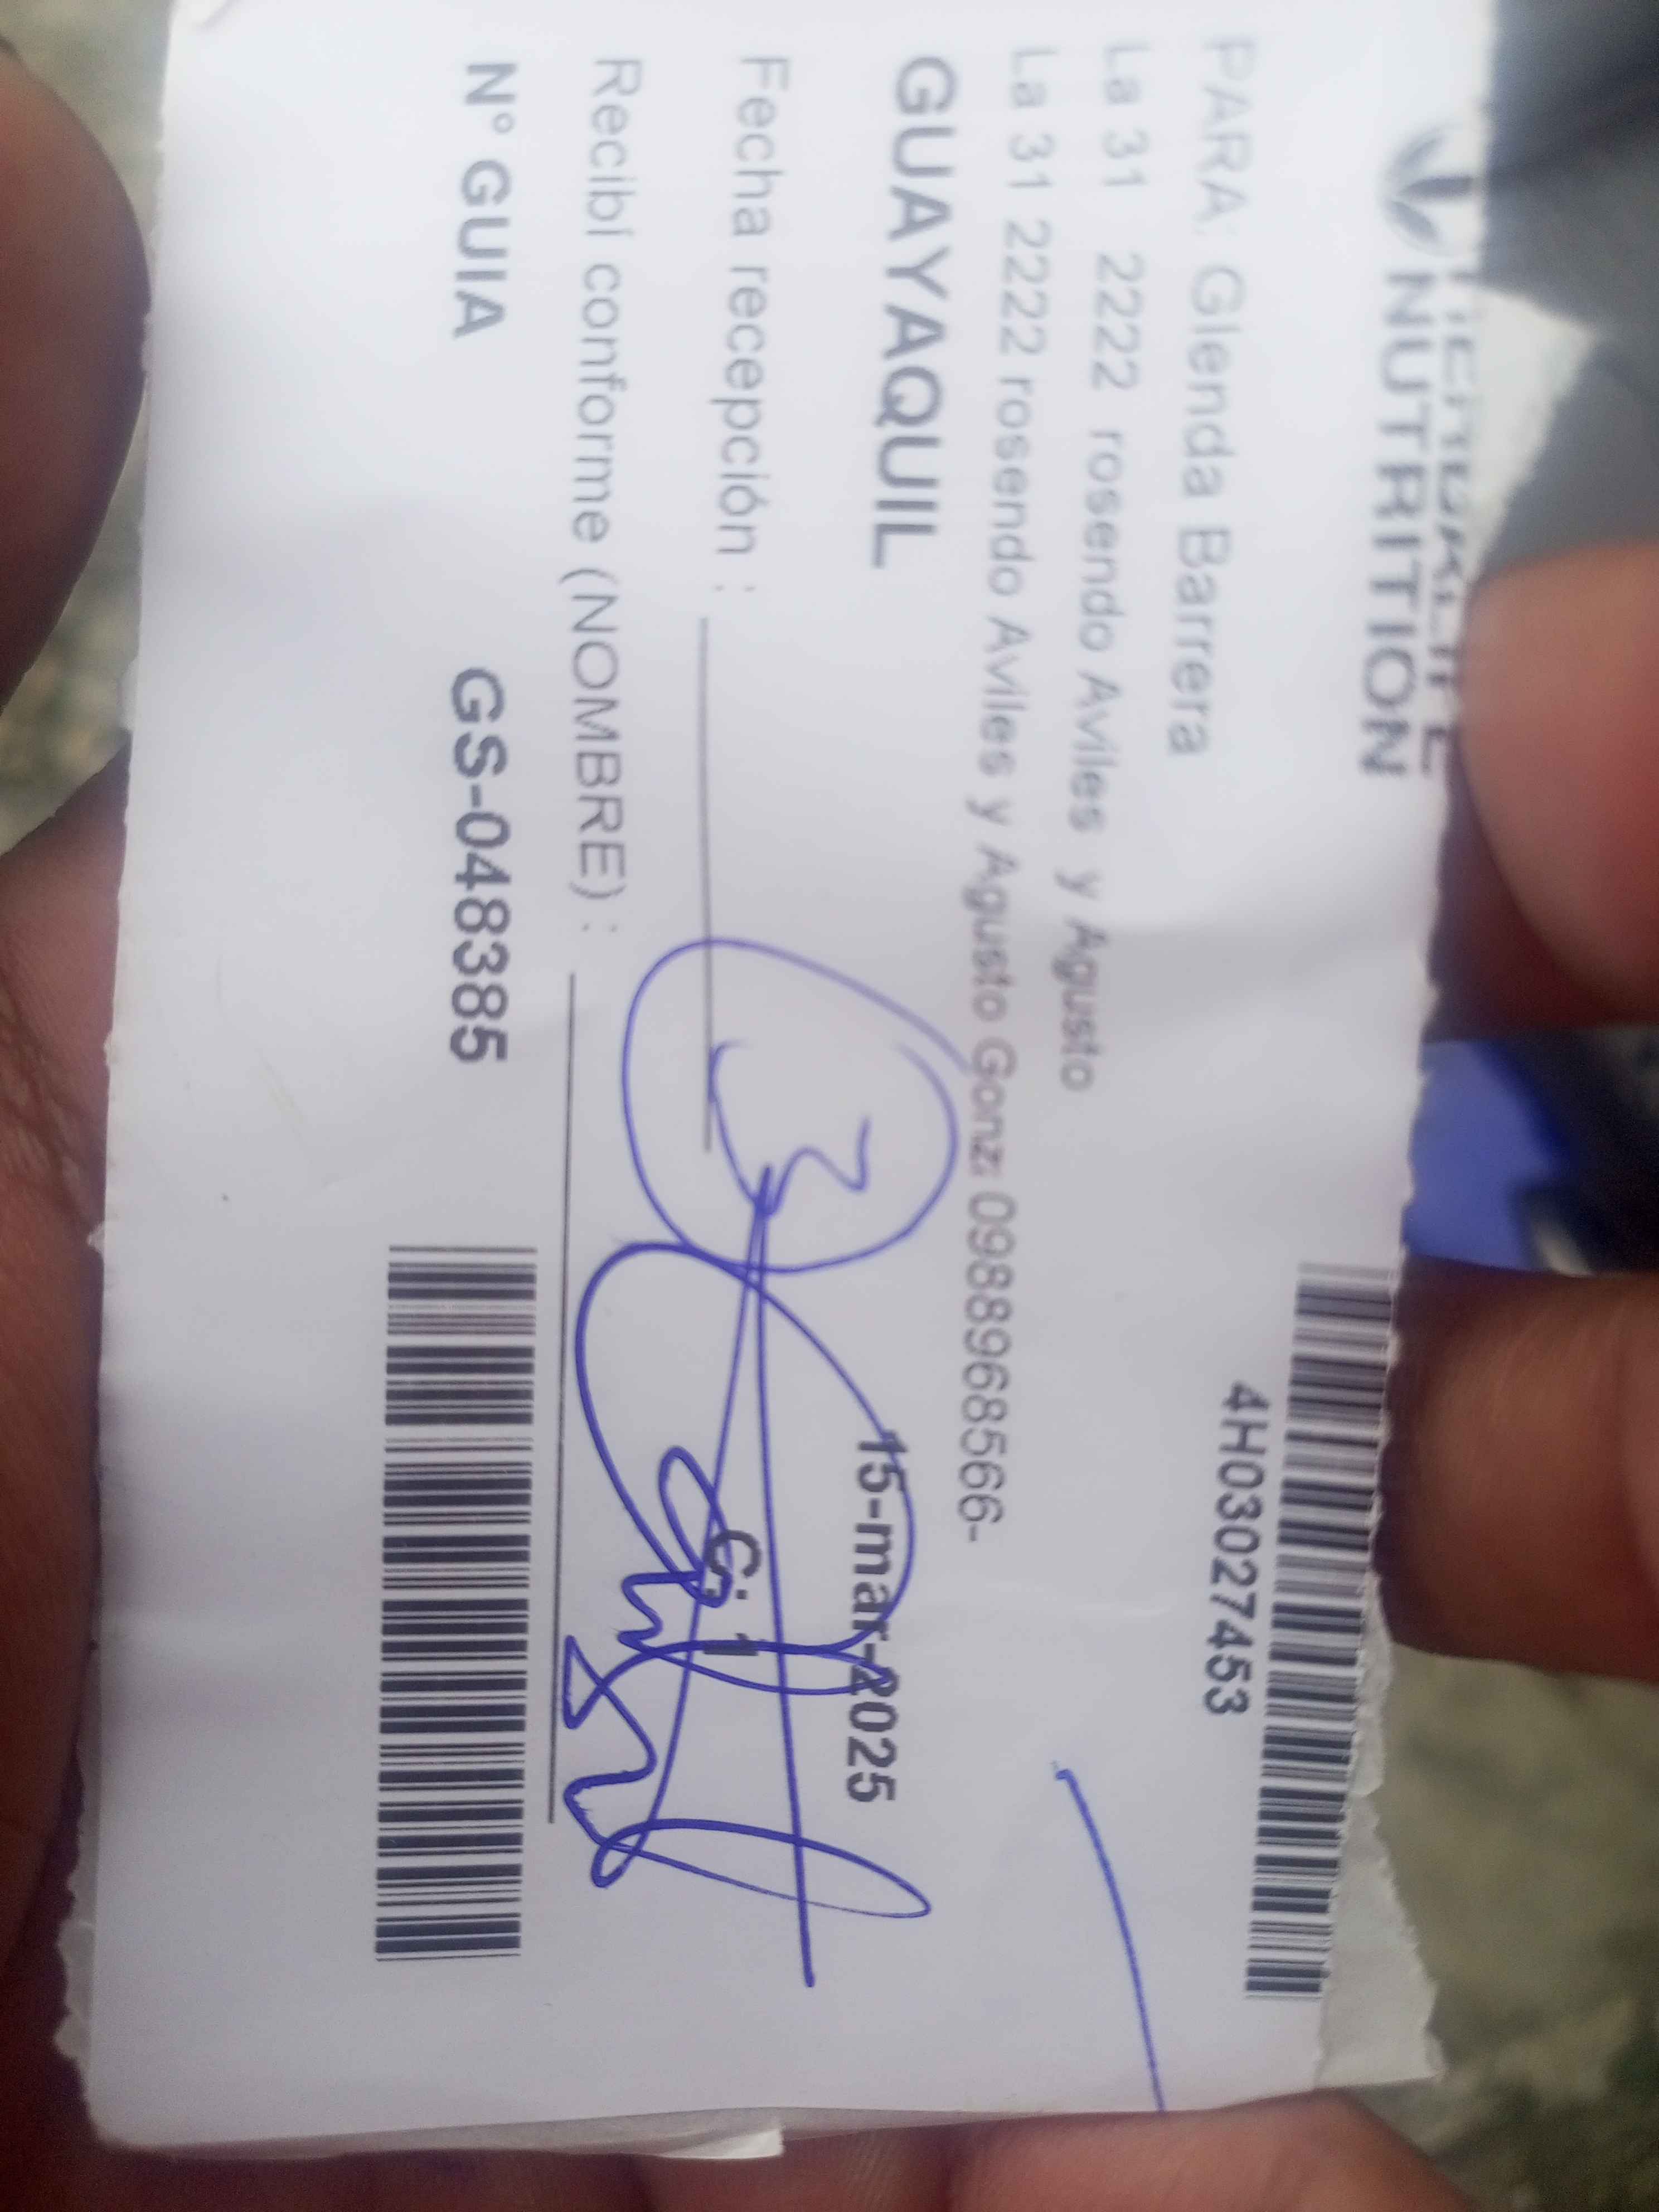 NUTRITION
4H03027453
PARA: Glenda Barrera
La 31 2222 rosendo Aviles y Agusto
La 31 2222 rosendo Aviles y Agusto Gonz: 0988968566-
GUAYAQUIL
15-mar-2025
Fecha recepción :
C: 1
Recibí conforme (NOMBRE) :
N° GUIA GS-048385